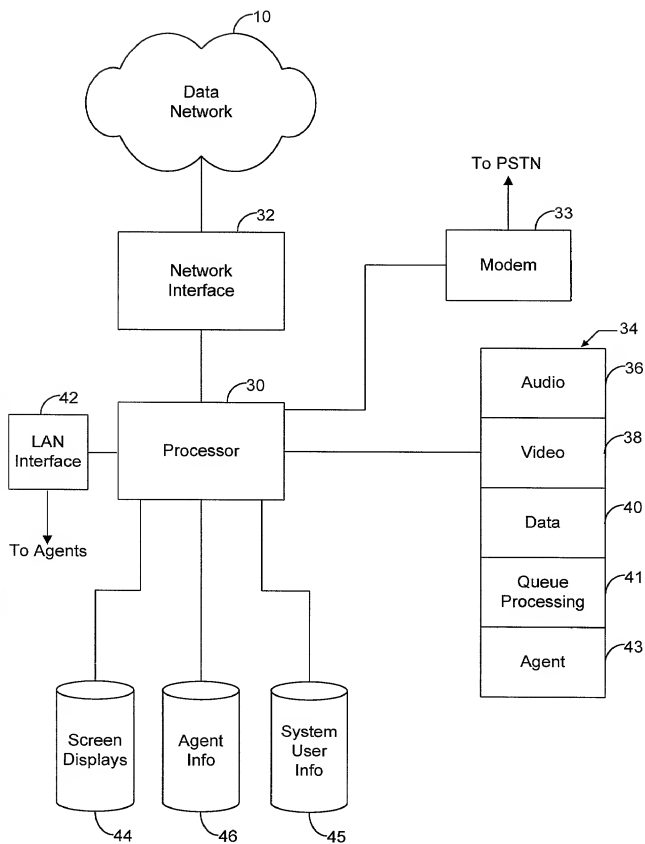 10
Data
Network
To PSTN
32
33
Network
Interface
Modem
34
Audio
36
42
30
LAN
Interface
Processor
Video
38
To Agents
Data
40
Queue
Processing
41
Agent
43
Screen
Displays
Agent
Info
System
User
Info
44
46
45